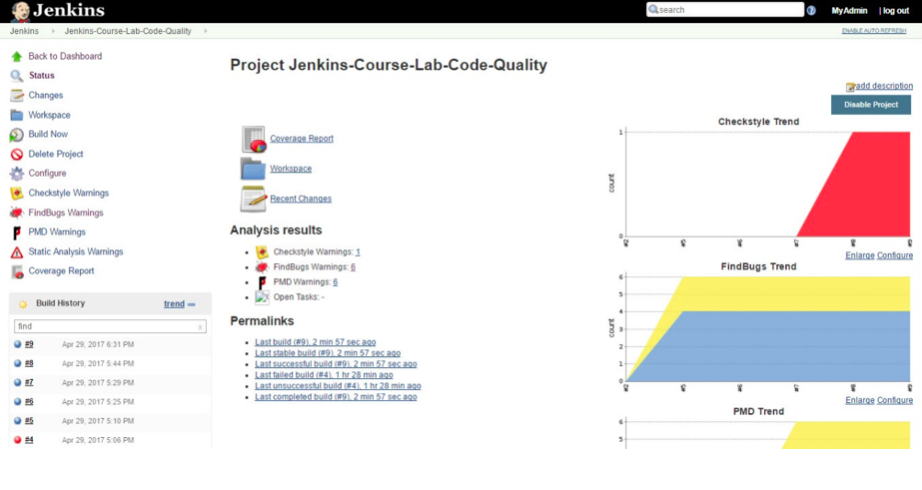 Jenkins
search
MyAdmin | log out
Jenkins
Jenkins-Course-Lab-Code-Quality
ENABLE AUTO REFRESH
Back to Dashboard
Status
Changes
Workspace
Build Now
Delete Project
Configure
Checkstyle Warnings
FindBugs Warnings
PMD Warnings
Static Analysis Warnings
Coverage Report
Build History
trend
find
x
#9 Apr 29, 2017 6:31 PM
#8 Apr 29, 2017 5:44 PM
#7 Apr 29, 2017 5:29 PM
#6 Apr 29, 2017 5:25 PM
#5 Apr 29, 2017 5:10 PM
#4 Apr 29, 2017 5:06 PM
Project Jenkins-Course-Lab-Code-Quality
Coverage Report
Workspace
Recent Changes
Analysis results
Checkstyle Warnings: 1
FindBugs Warnings: 6
PMD Warnings: 6
Open Tasks: -
Permalinks
Last build (#9), 2 min 57 sec ago
Last stable build (#9), 2 min 57 sec ago
Last successful build (#9), 2 min 57 sec ago
Last failed build (#4), 1 hr 28 min ago
Last unsuccessful build (#4), 1 hr 28 min ago
Last completed build (#9), 2 min 57 sec ago
add description
Disable Project
Checkstyle Trend
1
count
0
Enlarge Configure
FindBugs Trend
6
5
4
3
2
1
0
count
Enlarge Configure
PMD Trend
6
5